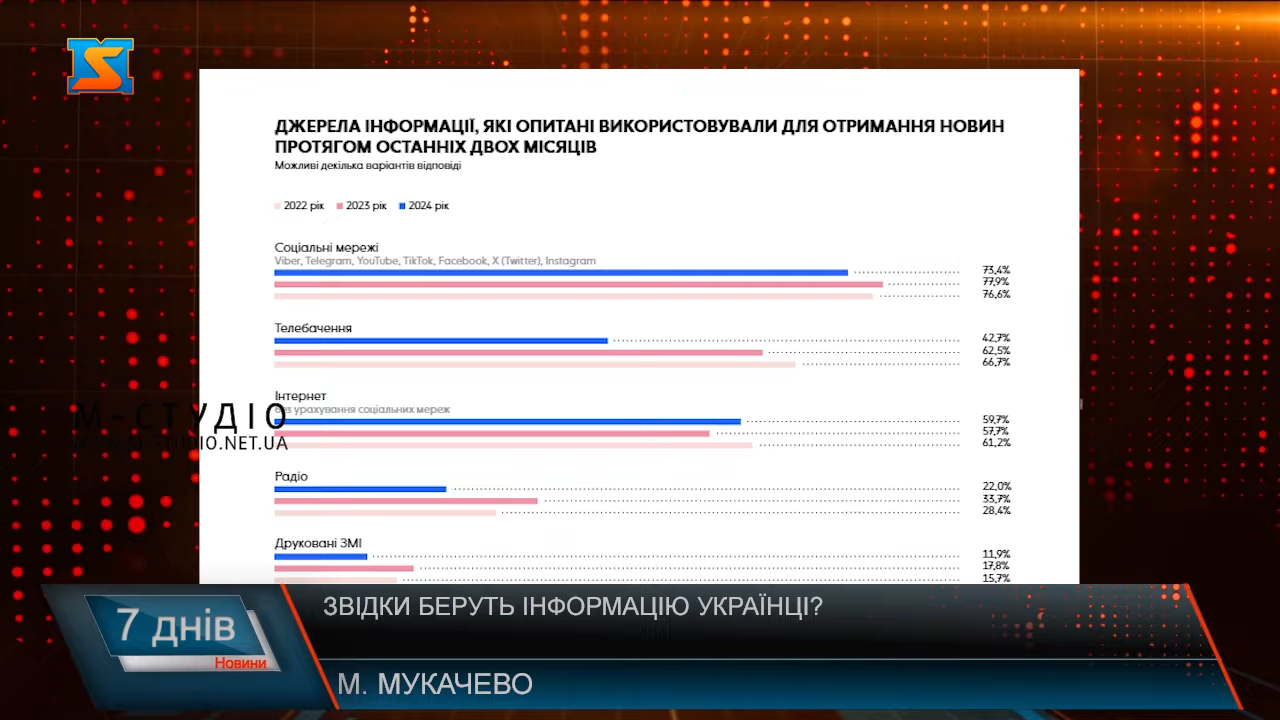 ДЖЕРЕЛА ІНФОРМАЦІЇ, ЯКІ ОПИТАНІ ВИКОРИСТОВУВАЛИ ДЛЯ ОТРИМАННЯ НОВИН
ПРОТЯГОМ ОСТАННІХ ДВОХ МІСЯЦІВ
Можливі декілька варіантів відповіді
2022 рік 2023 рік 2024 рік
Соціальні мережі
Viber, Telegram, YouTube, TikTok, Facebook, X (Twitter), Instagram
73,4%
77,9%
76,6%
Телебачення
42,7%
62,5%
66,7%
Інтернет
без урахування соціальних мереж
59,7%
57,7%
61,2%
М-СТУДІО
Радіо
22,0%
33,7%
28,4%
Друковані ЗМІ
11,9%
17,8%
15,7%
7 днів
Новини
ЗВІДКИ БЕРУТЬ ІНФОРМАЦІЮ УКРАЇНЦІ?
М. МУКАЧЕВО